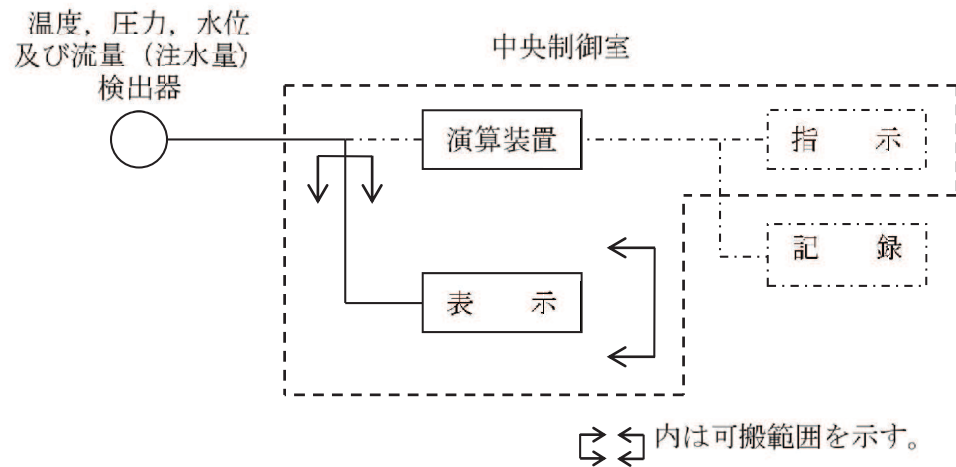 温度，圧力，水位
及び流量（注水量）
検出器
中央制御室
演算装置
指　示
記　録
表　示
内は可搬範囲を示す。